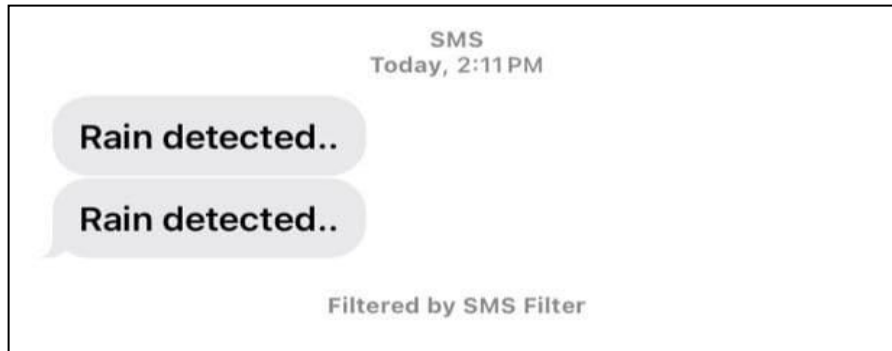 SMS
Today, 2:11 PM
Rain detected..
Rain detected..
Filtered by SMS Filter